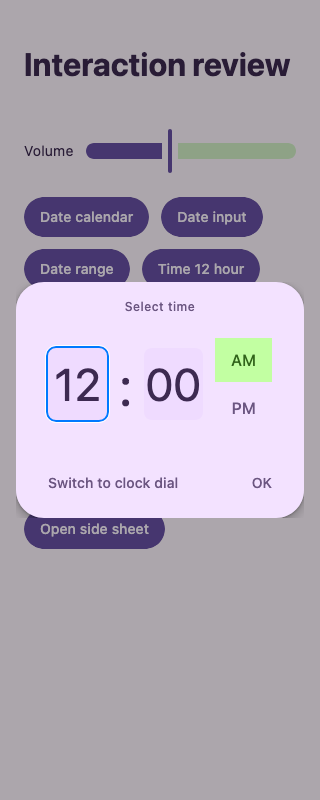 Interaction review
Volume
Date calendar Date input
Date range Time 12 hour
Select time
12 : 00
AM
PM
Switch to clock dial OK
Open side sheet